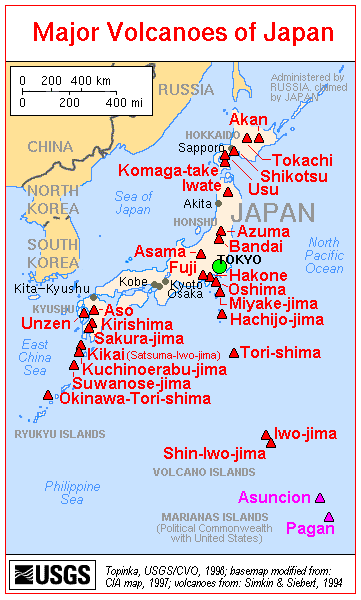 Major Volcanoes of Japan
0 200 400 km
0 200 400 mi
RUSSIA
Administered by
RUSSIA, claimed
by JAPAN
CHINA
Akan
HOKKAIDO
Sapporo
Tokachi
Shikotsu
Usu
Komaga-take
Iwate
NORTH
KOREA
Sea of
Japan
Akita
HONSHU
JAPAN
Azuma
Bandai
North
Pacific
Ocean
SOUTH
KOREA
Asama
Fuji
TOKYO
Hakone
Oshima
Miyake-jima
Hachijo-jima
Kobe
Kyoto
Osaka
Kita-Kyushu
KYUSHU
Aso
Unzen
Kirishima
Sakura-jima
Kikai (Satsuma-Iwo-jima)
Kuchinoerabu-jima
Suwanose-jima
Okinawa-Tori-shima
East
China
Sea
Tori-shima
RYUKYU ISLANDS
Iwo-jima
Shin-Iwo-jima
VOLCANO ISLANDS
Philippine
Sea
Asuncion
Pagan
MARIANAS ISLANDS
(Political Commonwealth
with United States)
USGS
Topinka, USGS/CVO, 1998; basemap modified from:
CIA map, 1997; volcanoes from: Simkin & Siebert, 1994